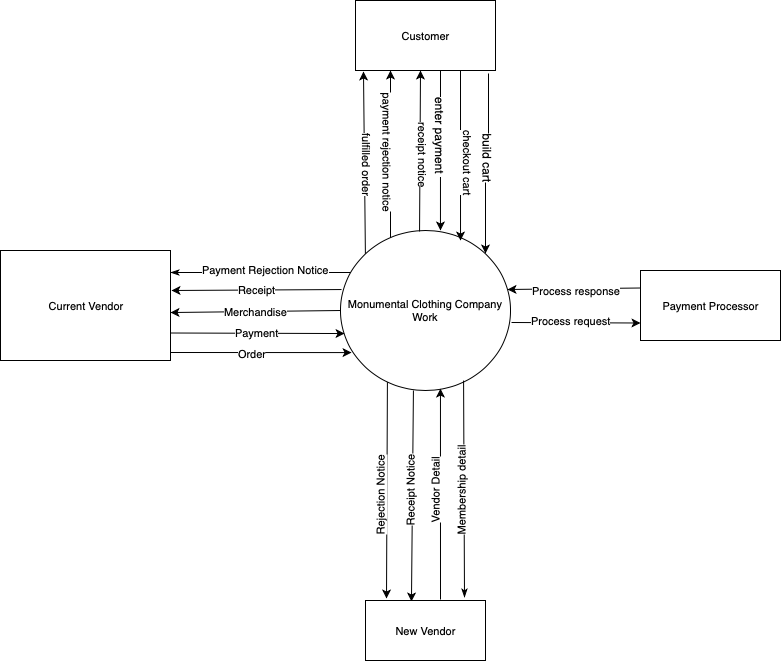 Customer
fulfilled order
payment rejection notice
receipt notice
enter payment
checkout cart
build cart
Current Vendor
Payment Rejection Notice
Receipt
Merchandise
Payment
Order
Monumental Clothing Company
Work
Process response
Process request
Payment Processor
Rejection Notice
Receipt Notice
Vendor Detail
Membership detail
New Vendor